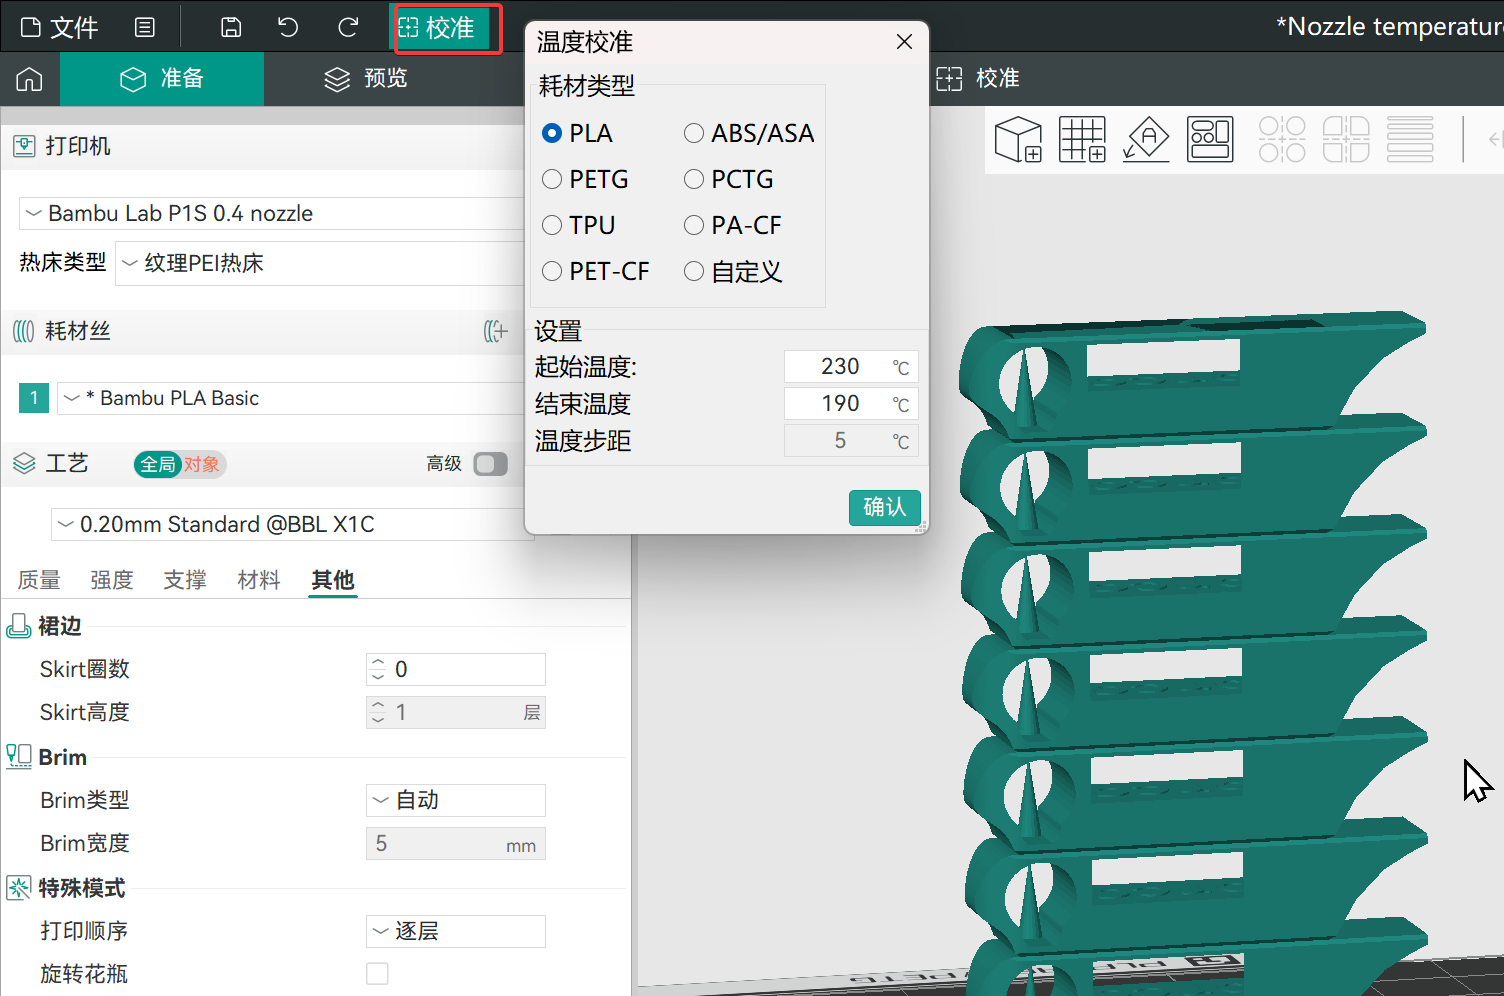 文件
校准
*Nozzle temperature
准备
预览
校准
打印机
Bambu Lab P1S 0.4 nozzle
热床类型
纹理PEI热床
耗材丝
1
* Bambu PLA Basic
工艺
全局
对象
高级
0.20mm Standard @BBL X1C
质量
强度
支撑
材料
其他
裙边
Skirt圈数
0
Skirt高度
1
层
Brim
Brim类型
自动
Brim宽度
5
mm
特殊模式
打印顺序
逐层
旋转花瓶
温度校准
耗材类型
PLA
ABS/ASA
PETG
PCTG
TPU
PA-CF
PET-CF
自定义
设置
起始温度:
230
℃
结束温度
190
℃
温度步距
5
℃
确认